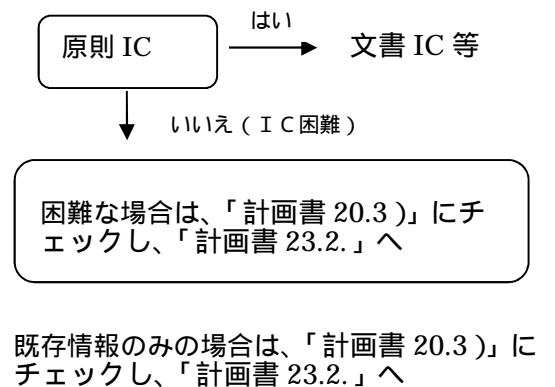 はい
原則 IC
文書 IC 等
いいえ（ＩＣ困難）
困難な場合は、「計画書 20.3 )」にチ
ェックし、「計画書 23.2.」へ
既存情報のみの場合は、「計画書 20.3 )」に
チェックし、「計画書 23.2.」へ